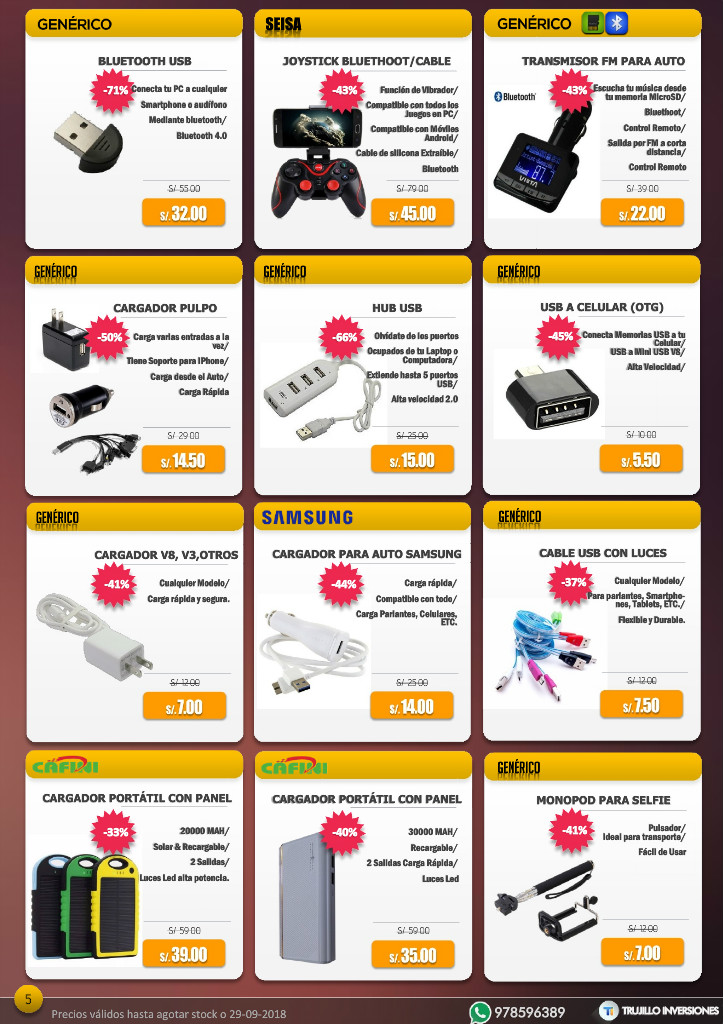 GENÉRICO
BLUETOOTH USB
-71%
Conecta tu PC a cualquier
Smartphone o audífono
Mediante bluetooth/
Bluetooth 4.0
S/ 55.00
S/. 32.00
SEISA
JOYSTICK BLUETHOOT/CABLE
-43%
Función de Vibrador/
Compatible con todos los
Juegos en PC/
Compatible con Móviles
Android/
Cable de silicona Extraíble/
Bluetooth
S/ 79.00
S/. 45.00
GENÉRICO
TRANSMISOR FM PARA AUTO
Bluetooth
-43%
Escucha tu música desde
tu memoria MicroSD/
Bluethoot/
Control Remoto/
Salida por FM a corta
distancia/
Control Remoto
S/ 39.00
S/. 22.00
GENÉRICO
CARGADOR PULPO
-50%
Carga varias entradas a la
vez/
Tiene Soporte para IPhone/
Carga desde el Auto/
Carga Rápida
S/ 29.00
S/. 14.50
GENÉRICO
HUB USB
-66%
Olvídate de los puertos
Ocupados de tu Laptop o
Computadora/
Extiende hasta 5 puertos
USB/
Alta velocidad 2.0
S/ 25.00
S/. 15.00
GENÉRICO
USB A CELULAR (OTG)
-45%
Conecta Memorias USB a tu
Celular/
USB a Mini USB V8/
Alta Velocidad/
S/ 10.00
S/. 5.50
GENÉRICO
CARGADOR V8, V3,OTROS
-41%
Cualquier Modelo/
Carga rápida y segura.
S/ 12.00
S/. 7.00
SAMSUNG
CARGADOR PARA AUTO SAMSUNG
-44%
Carga rápida/
Compatible con todo/
Carga Parlantes, Celulares,
ETC.
S/ 25.00
S/. 14.00
GENÉRICO
CABLE USB CON LUCES
-37%
Cualquier Modelo/
Para parlantes, Smartpho-
nes, Tablets, ETC./
Flexible y Durable.
S/ 12.00
S/. 7.50
CÄFINI
CARGADOR PORTÁTIL CON PANEL
-33%
20000 MAH/
Solar & Recargable/
2 Salidas/
Luces Led alta potencia.
S/ 59.00
S/. 39.00
CÄFINI
CARGADOR PORTÁTIL CON PANEL
-40%
30000 MAH/
Recargable/
2 Salidas Carga Rápida/
Luces Led
S/ 59.00
S/. 35.00
GENÉRICO
MONOPOD PARA SELFIE
-41%
Pulsador/
Ideal para transporte/
Fácil de Usar
S/ 12.00
S/. 7.00
5
Precios válidos hasta agotar stock o 29-09-2018
978596389
TRUJILLO INVERSIONES